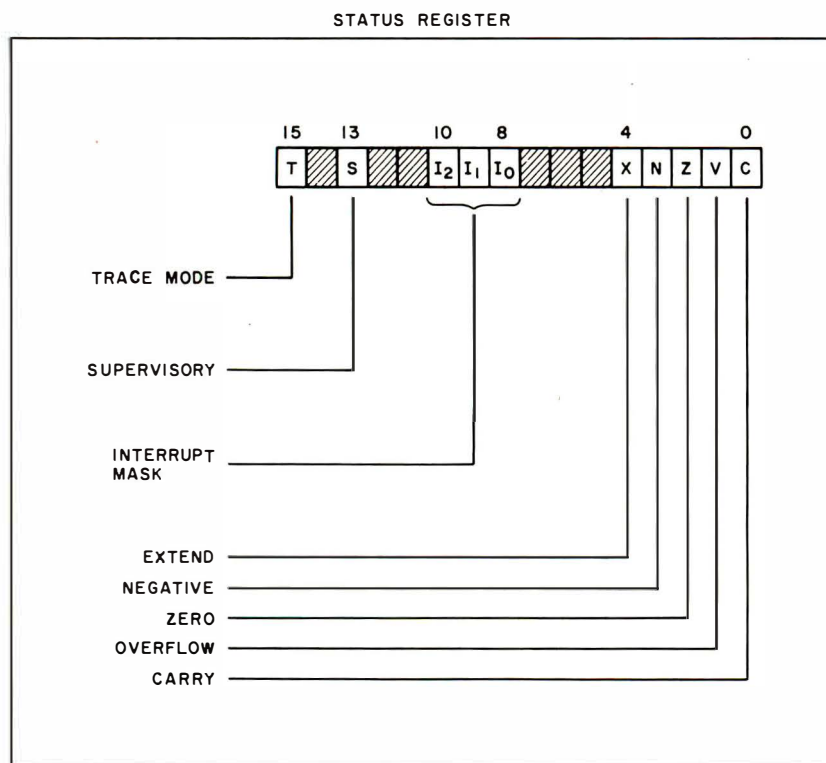 STATUS REGISTER
15 13 10 8 4 0
T S I₂ I₁ I₀ X N Z V C
TRACE MODE
SUPERVISORY
INTERRUPT
MASK
EXTEND
NEGATIVE
ZERO
OVERFLOW
CARRY